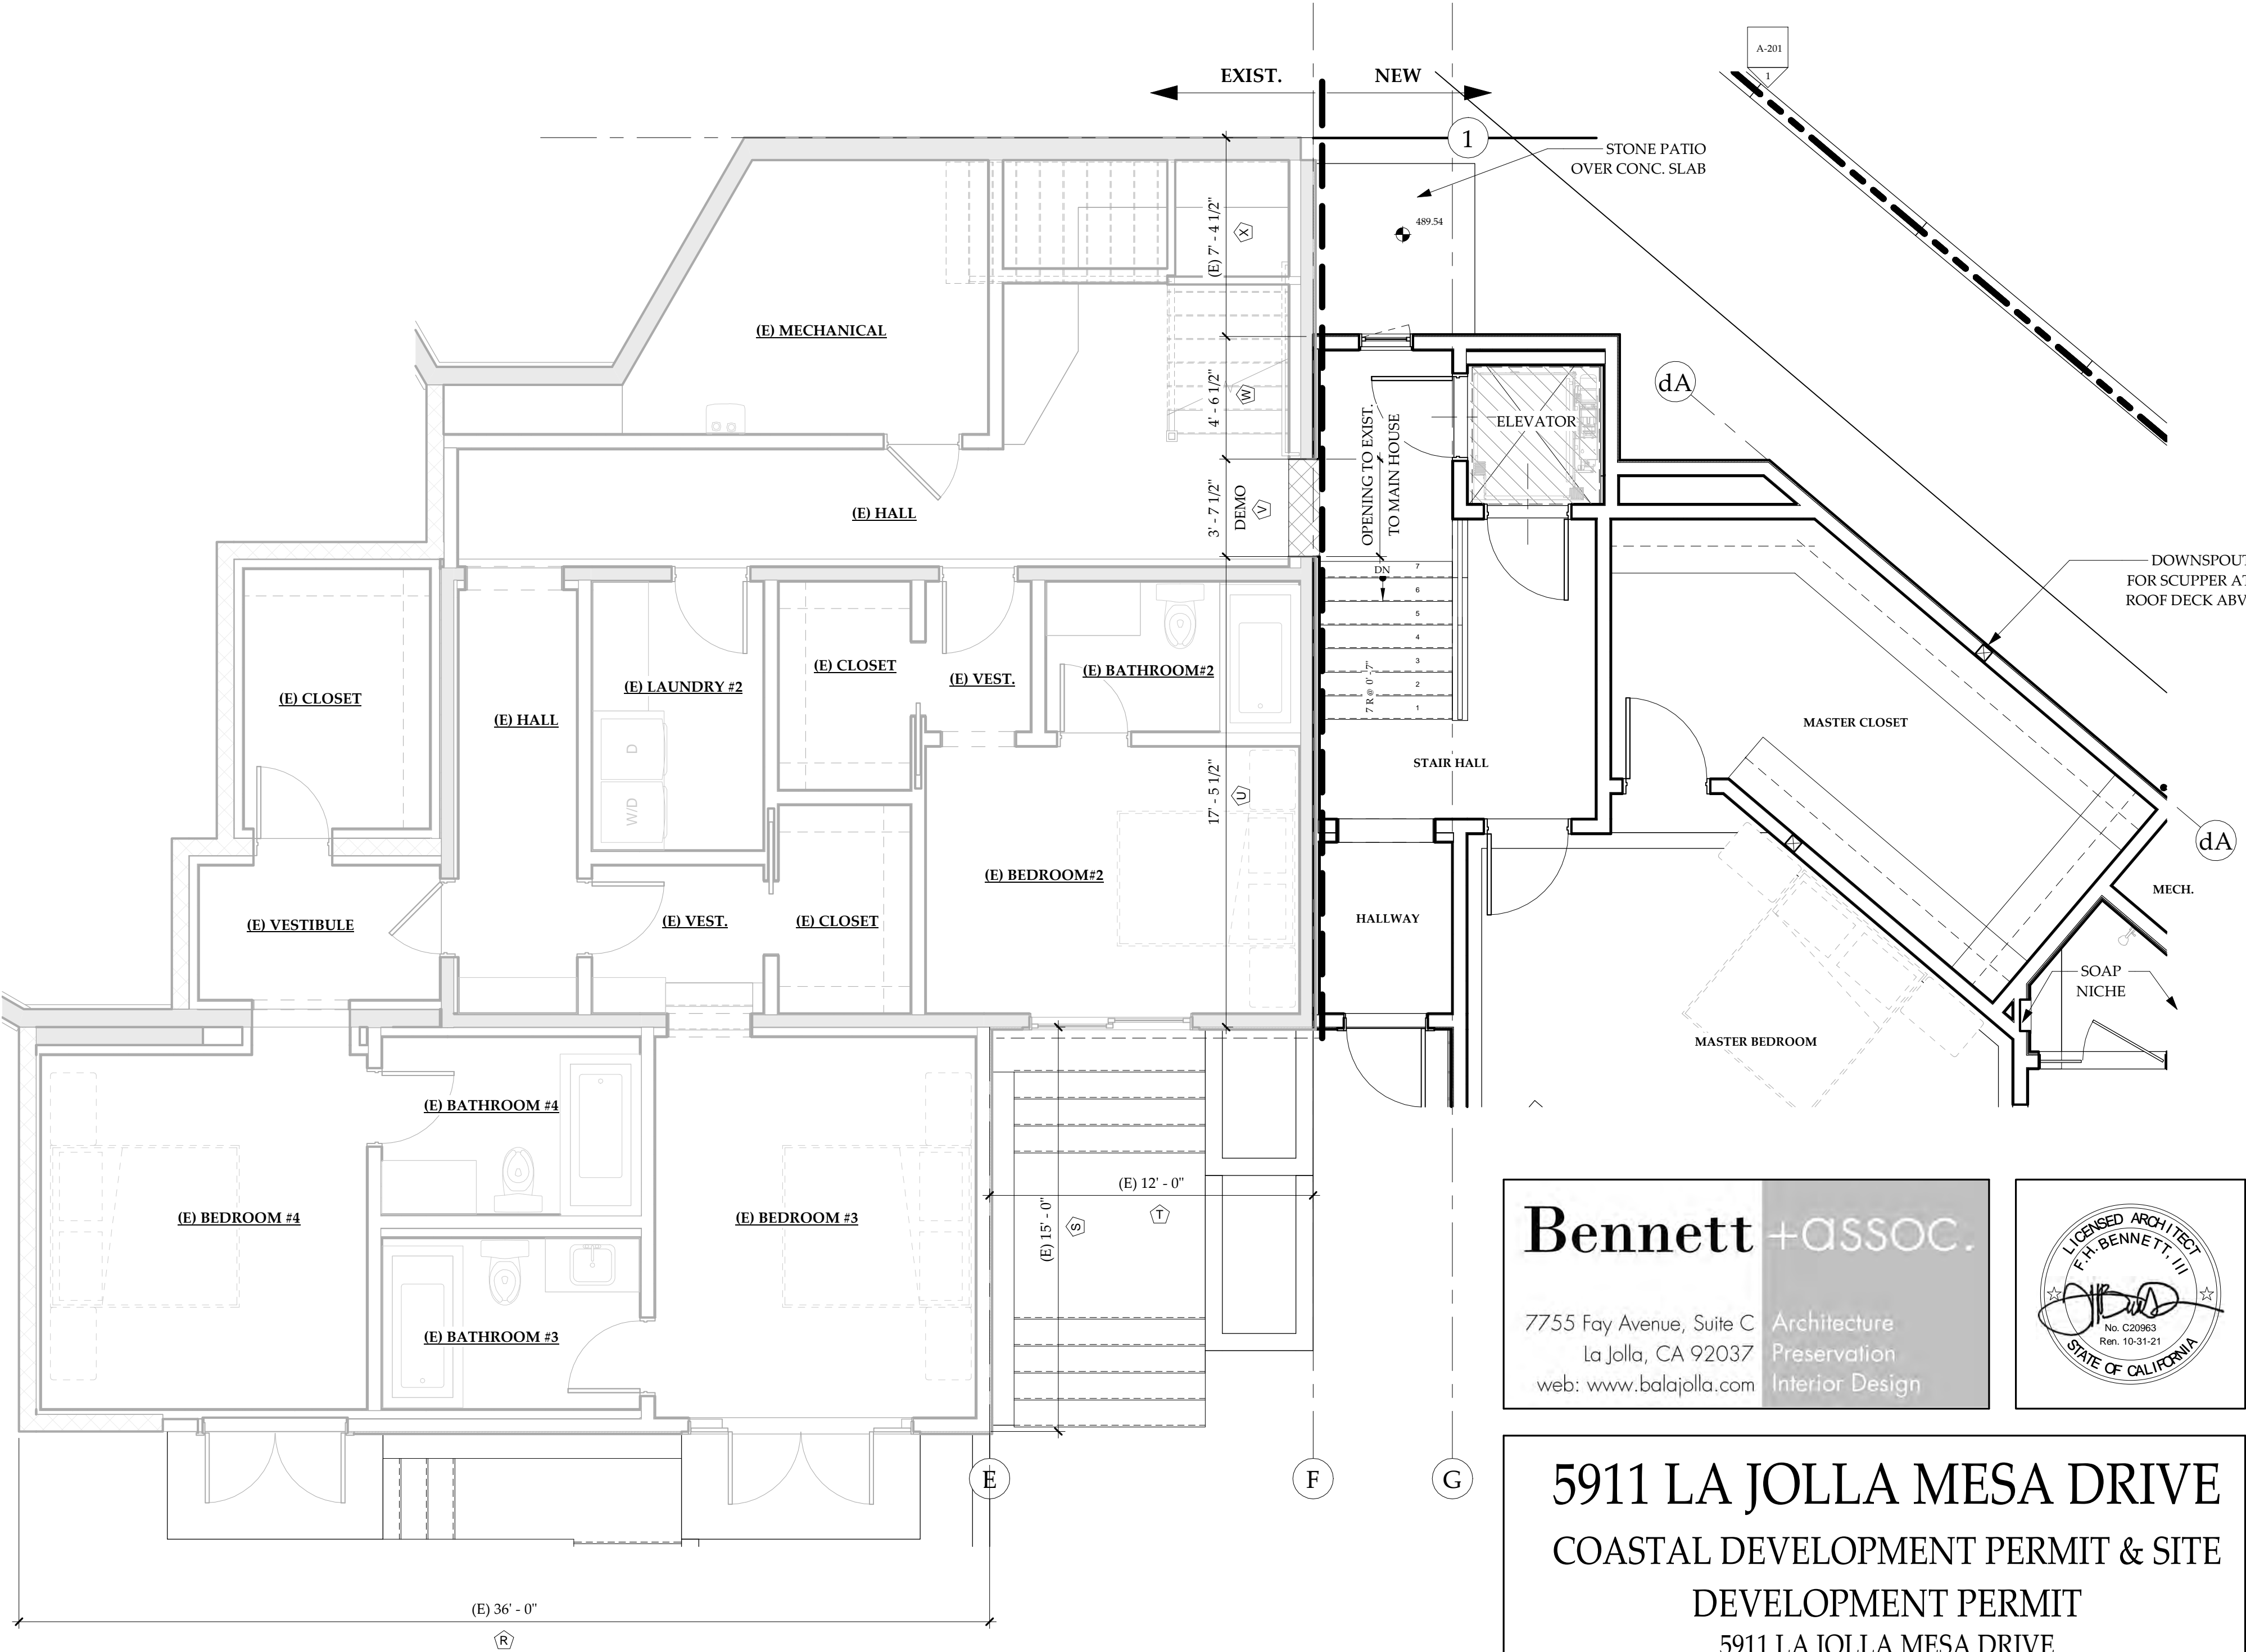 A-201
1
EXIST.
NEW
1
STONE PATIO
OVER CONC. SLAB
489.54
(E) 7' - 4 1/2"
X
(E) MECHANICAL
4' - 6 1/2"
W
OPENING TO EXIST.
TO MAIN HOUSE
ELEVATOR
dA
(E) HALL
3' - 7 1/2"
DEMO
V
DOWNSPOUT
FOR SCUPPER AT
ROOF DECK ABV
DN
7
6
5
4
3
2
1
7 R @ 0' -7"
(E) CLOSET
(E) HALL
(E) LAUNDRY #2
D
W/D
(E) CLOSET
(E) VEST.
(E) BATHROOM#2
MASTER CLOSET
STAIR HALL
17' - 5 1/2"
U
dA
(E) VESTIBULE
(E) VEST.
(E) CLOSET
(E) BEDROOM#2
HALLWAY
MECH.
SOAP
NICHE
MASTER BEDROOM
(E) BATHROOM #4
(E) BEDROOM #4
(E) BEDROOM #3
(E) BATHROOM #3
(E) 15' - 0"
S
(E) 12' - 0"
T
E
F
G
(E) 36' - 0"
R
Bennett +assoc.
7755 Fay Avenue, Suite C Architecture
La Jolla, CA 92037 Preservation
web: www.balajolla.com Interior Design
LICENSED ARCHITECT
F.H. BENNETT, III
No. C20963
Ren. 10-31-21
STATE OF CALIFORNIA
5911 LA JOLLA MESA DRIVE
COASTAL DEVELOPMENT PERMIT & SITE
DEVELOPMENT PERMIT
5911 LA JOLLA MESA DRIVE